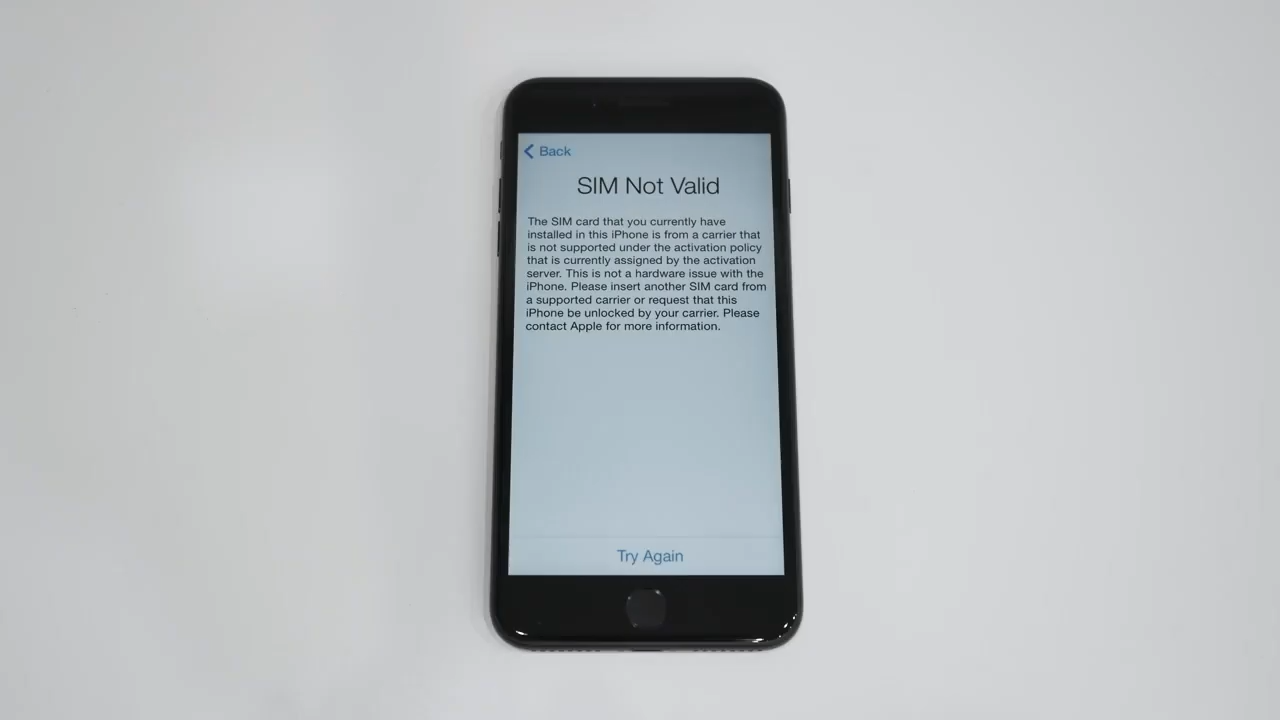 Back
SIM Not Valid
The SIM card that you currently have
installed in this iPhone is from a carrier that
is not supported under the activation policy
that is currently assigned by the activation
server. This is not a hardware issue with the
iPhone. Please insert another SIM card from
a supported carrier or request that this
iPhone be unlocked by your carrier. Please
contact Apple for more information.
Try Again